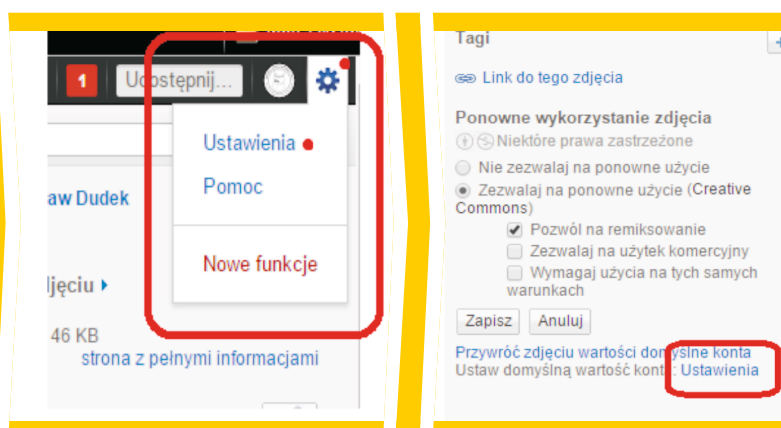 1 Udostępnij...
Ustawienia
Pomoc
aw Dudek
Nowe funkcje
jęciu
46 KB
strona z pełnymi informacjami
Tagi
Link do tego zdjęcia
Ponowne wykorzystanie zdjęcia
Niektóre prawa zastrzeżone
Nie zezwalaj na ponowne użycie
Zezwalaj na ponowne użycie (Creative
Commons)
Pozwól na remiksowanie
Zezwalaj na użytek komercyjny
Wymagaj użycia na tych samych
warunkach
Zapisz Anuluj
Przywróć zdjęciu wartości domyślne konta
Ustaw domyślną wartość konta: Ustawienia